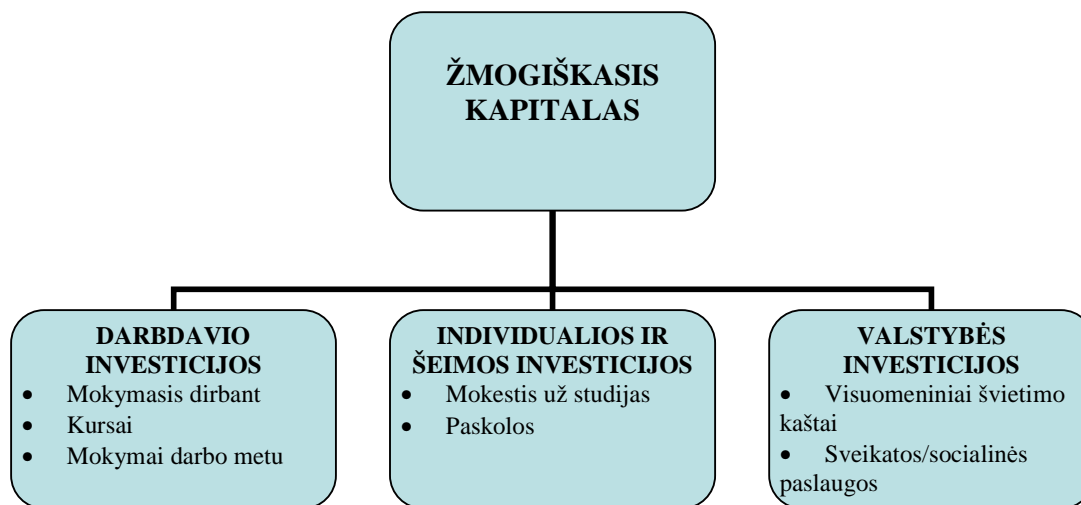 ŽMOGIŠKASIS
KAPITALAS
DARBDAVIO
INVESTICIJOS
• Mokymasis dirbant
• Kursai
• Mokymai darbo metu
INDIVIDUALIOS IR
ŠEIMOS INVESTICIJOS
• Mokestis už studijas
• Paskolos
VALSTYBĖS
INVESTICIJOS
• Visuomeniniai švietimo
kaštai
• Sveikatos/socialinės
paslaugos